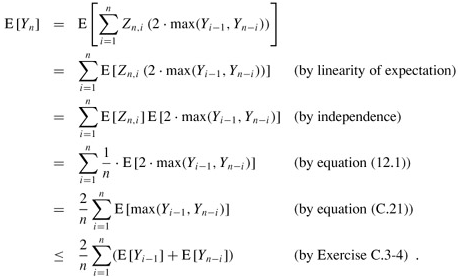 E[Y_n] = E[∑_{i=1}^{n} Z_{n,i} (2 · max(Y_{i−1}, Y_{n−i}))]
= ∑_{i=1}^{n} E[Z_{n,i} (2 · max(Y_{i−1}, Y_{n−i}))] (by linearity of expectation)
= ∑_{i=1}^{n} E[Z_{n,i}] E[2 · max(Y_{i−1}, Y_{n−i})] (by independence)
= ∑_{i=1}^{n} 1/n · E[2 · max(Y_{i−1}, Y_{n−i})] (by equation (12.1))
= 2/n ∑_{i=1}^{n} E[max(Y_{i−1}, Y_{n−i})] (by equation (C.21))
≤ 2/n ∑_{i=1}^{n} (E[Y_{i−1}] + E[Y_{n−i}]) (by Exercise C.3-4) .